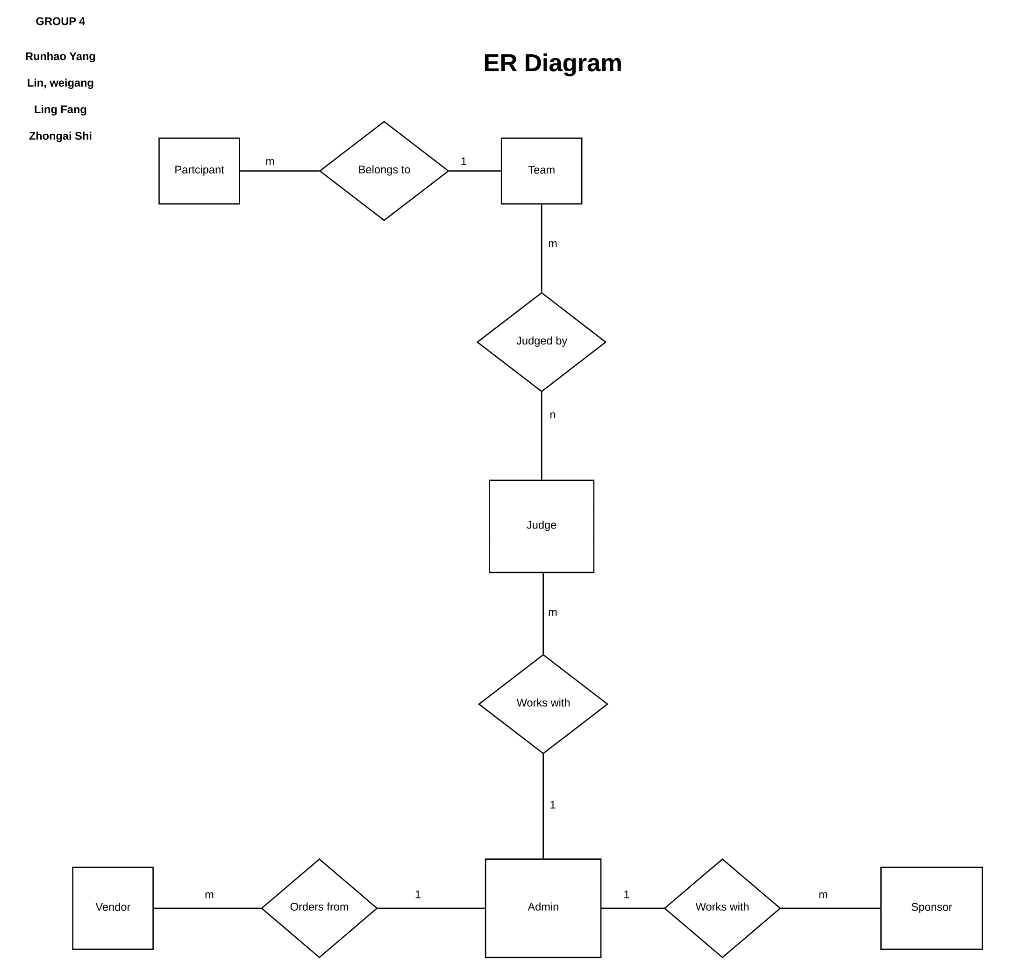 GROUP 4
Runhao Yang
Lin, weigang
Ling Fang
Zhongai Shi
ER Diagram
Partcipant
m
Belongs to
1
Team
m
Judged by
n
Judge
m
Works with
1
Vendor
m
Orders from
1
Admin
1
Works with
m
Sponsor